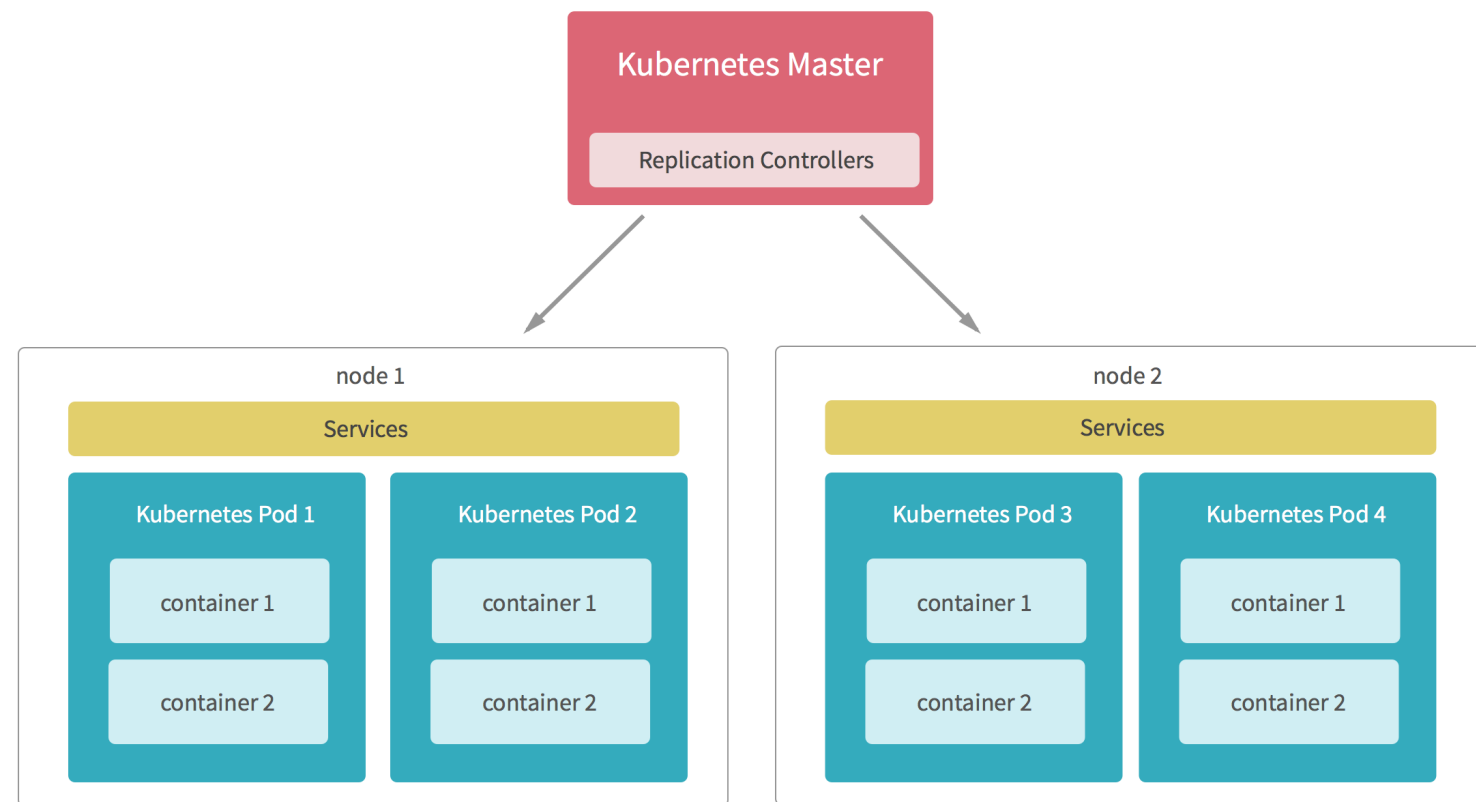 Kubernetes Master
Replication Controllers
node 1
Services
Kubernetes Pod 1
container 1
container 2
Kubernetes Pod 2
container 1
container 2
node 2
Services
Kubernetes Pod 3
container 1
container 2
Kubernetes Pod 4
container 1
container 2